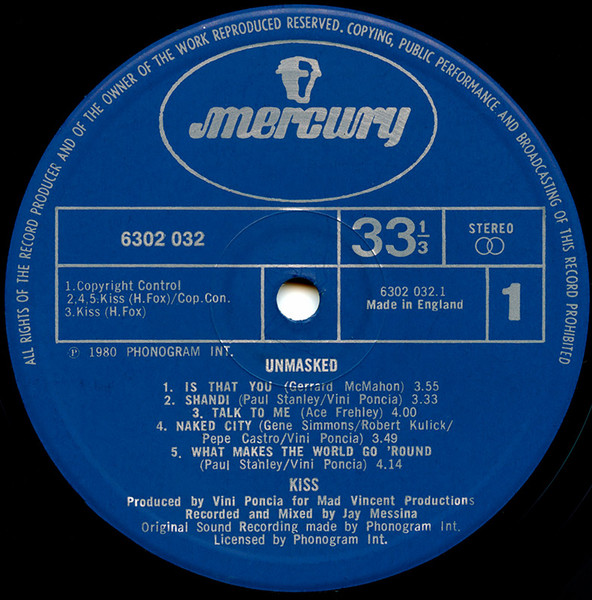 ALL RIGHTS OF THE RECORD PRODUCER AND OF THE OWNER OF THE WORK REPRODUCED RESERVED. COPYING, PUBLIC PERFORMANCE AND BROADCASTING OF THIS RECORD PROHIBITED
mercury
6302 032
33 1/3
STEREO
1.Copyright Control
2,4,5.Kiss (H.Fox)/Cop.Con.
3.Kiss (H.Fox)
6302 032.1
Made in England
1
℗ 1980 PHONOGRAM INT.
UNMASKED
1. IS THAT YOU (Gerrard McMahon) 3.55
2. SHANDI (Paul Stanley/Vini Poncia) 3.33
3. TALK TO ME (Ace Frehley) 4.00
4. NAKED CITY (Gene Simmons/Robert Kulick/
Pepe Castro/Vini Poncia) 3.49
5. WHAT MAKES THE WORLD GO 'ROUND
(Paul Stanley/Vini Poncia) 4.14
KISS
Produced by Vini Poncia for Mad Vincent Productions
Recorded and Mixed by Jay Messina
Original Sound Recording made by Phonogram Int.
Licensed by Phonogram Int.